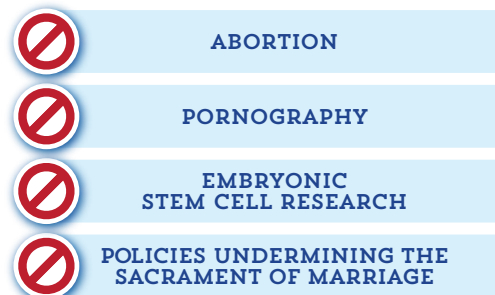 ABORTION
PORNOGRAPHY
EMBRYONIC
STEM CELL RESEARCH
POLICIES UNDERMINING THE
SACRAMENT OF MARRIAGE